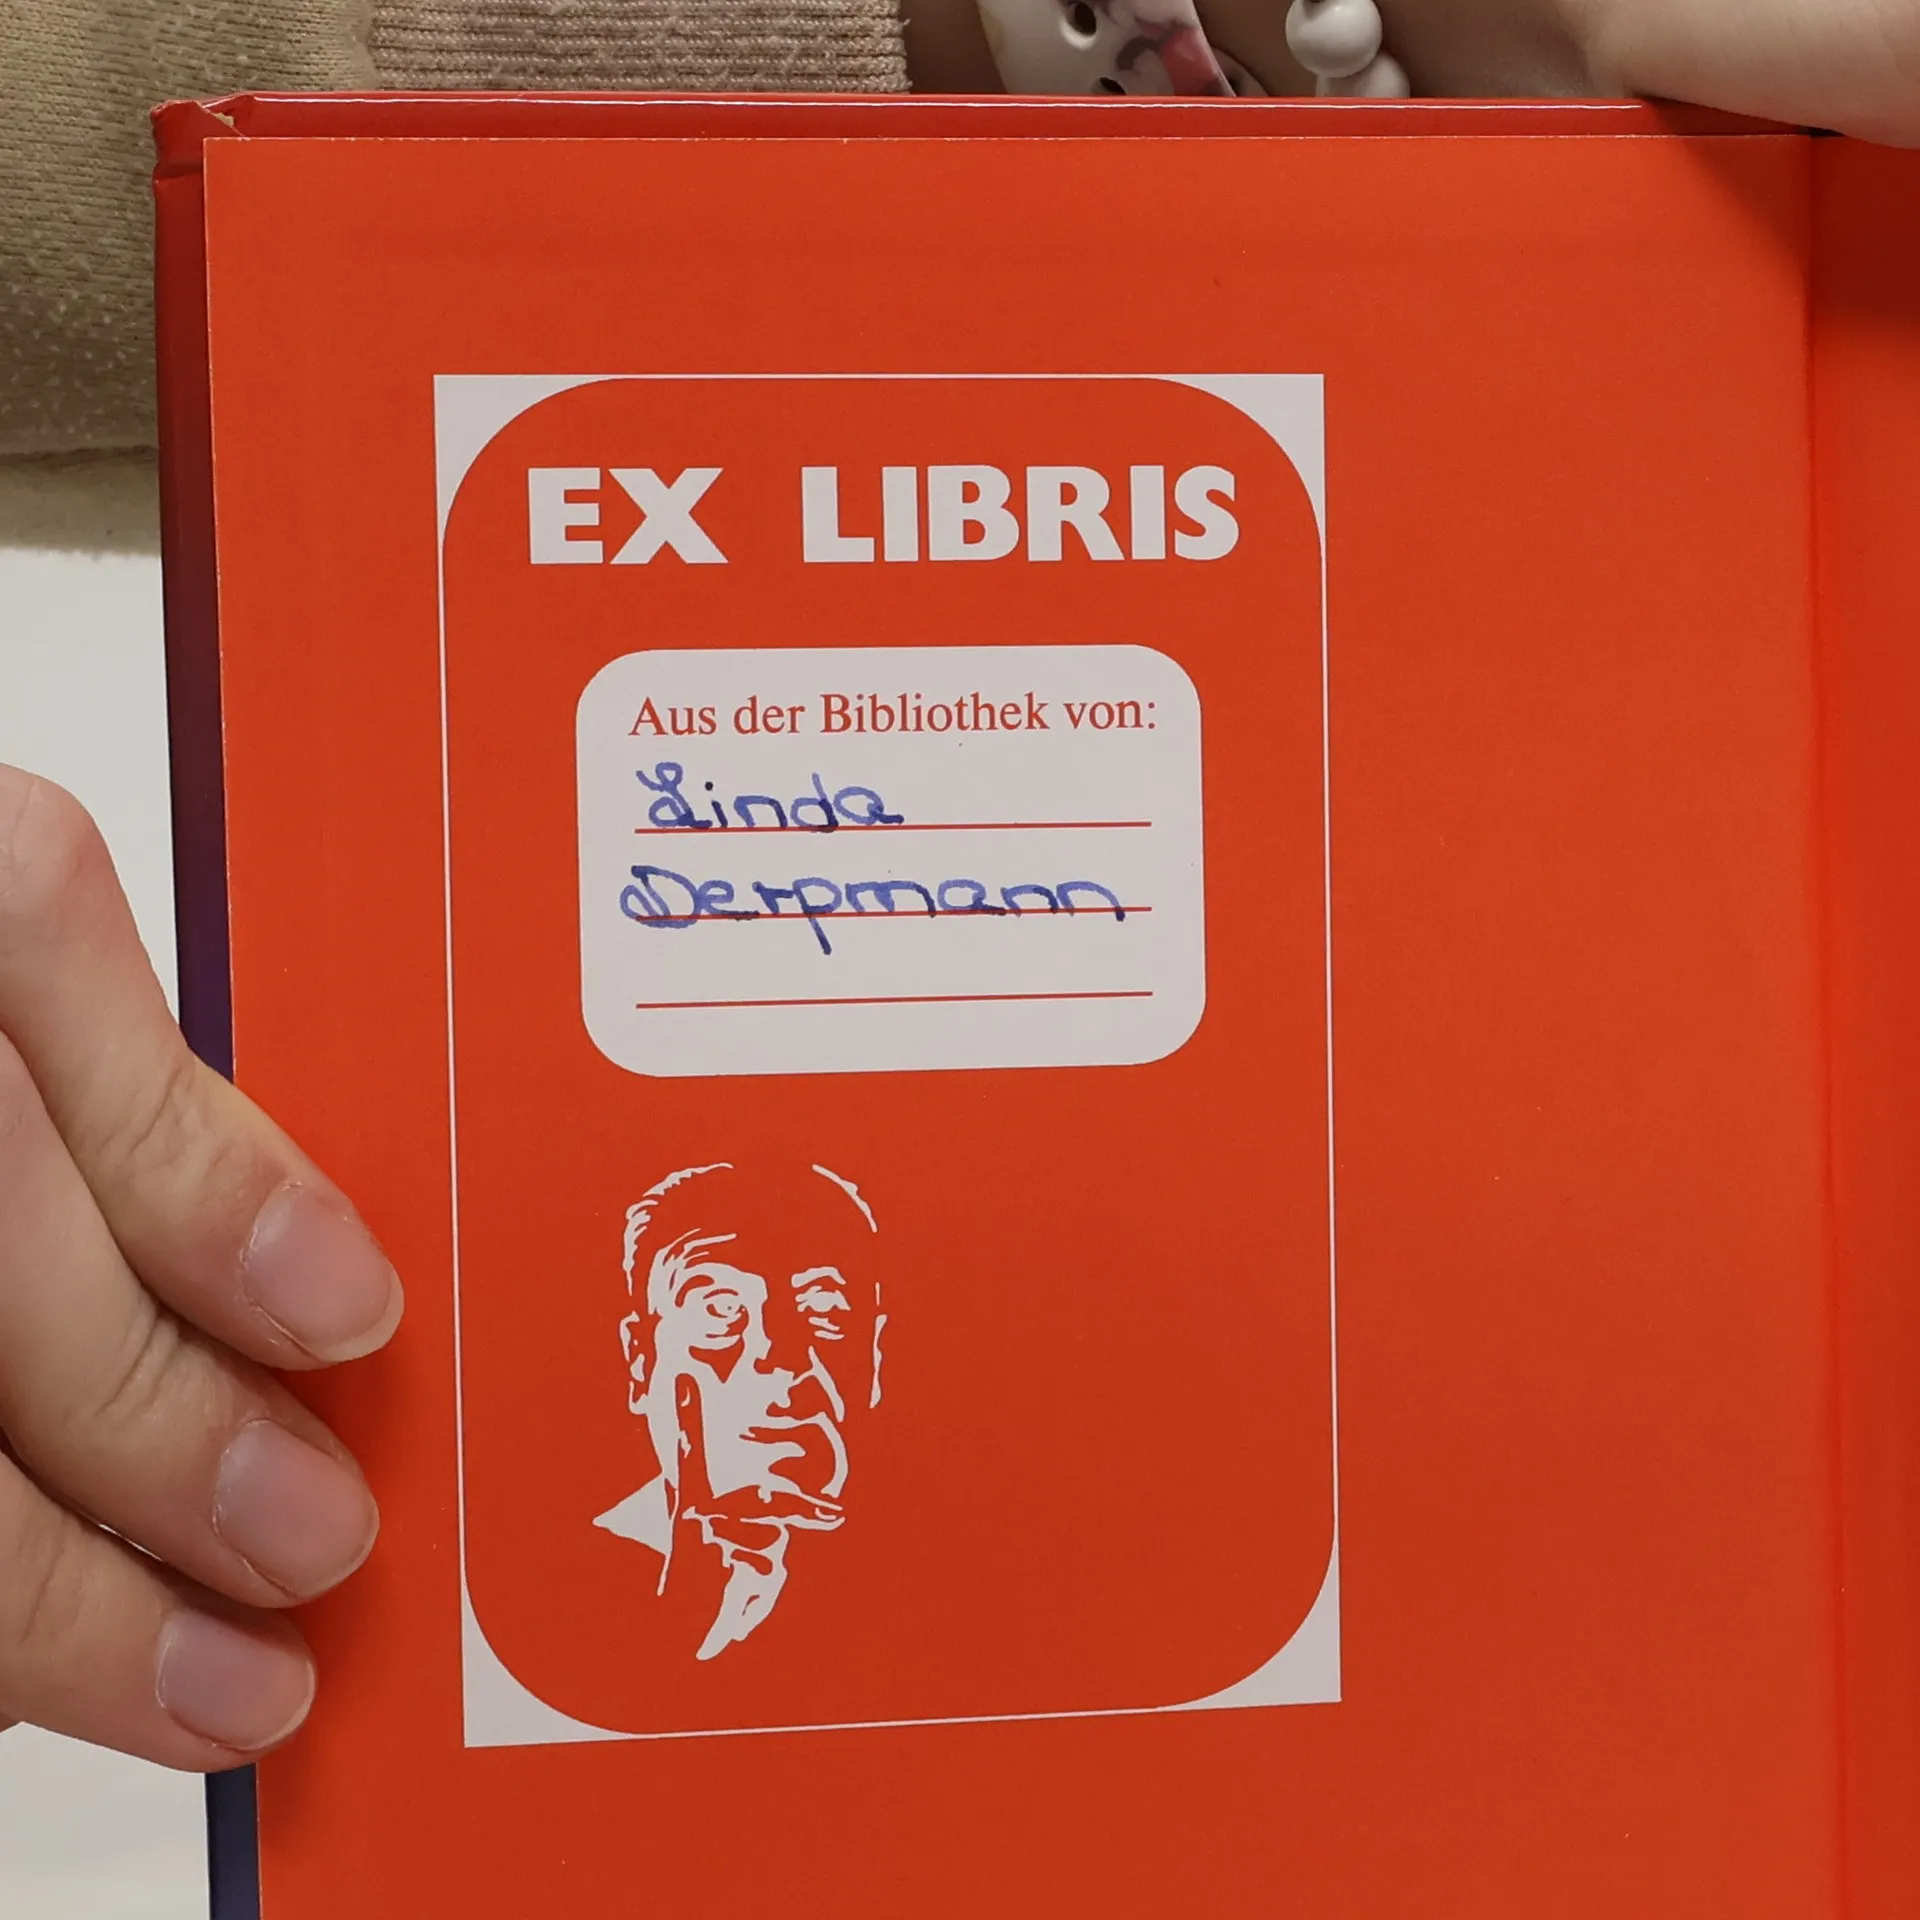 EX LIBRIS
Aus der Bibliothek von:
Linda
Derpmann